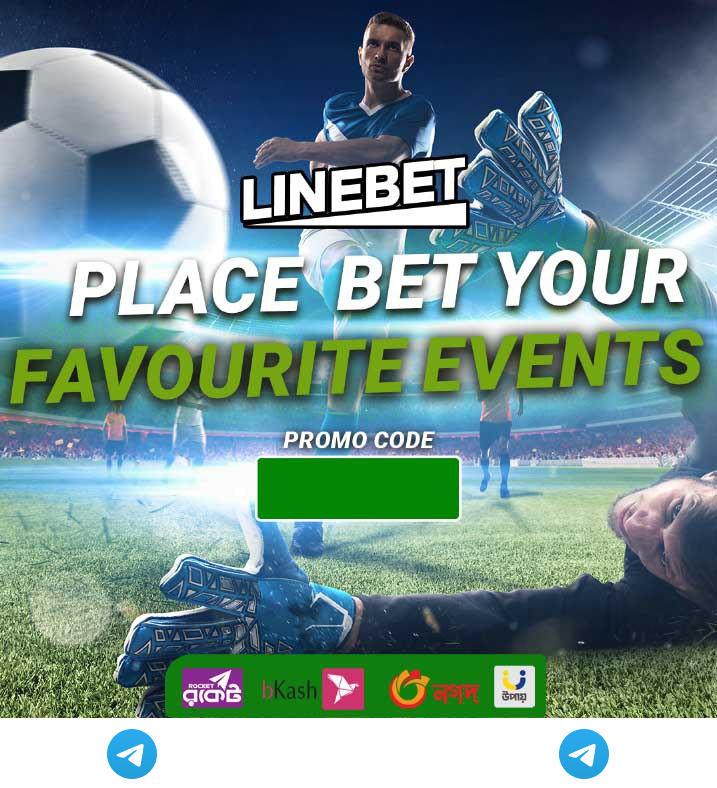 LINEBET
PLACE BET YOUR
FAVOURITE EVENTS
PROMO CODE
ROCKET
রকেট
bKash
নগদ
উপায়